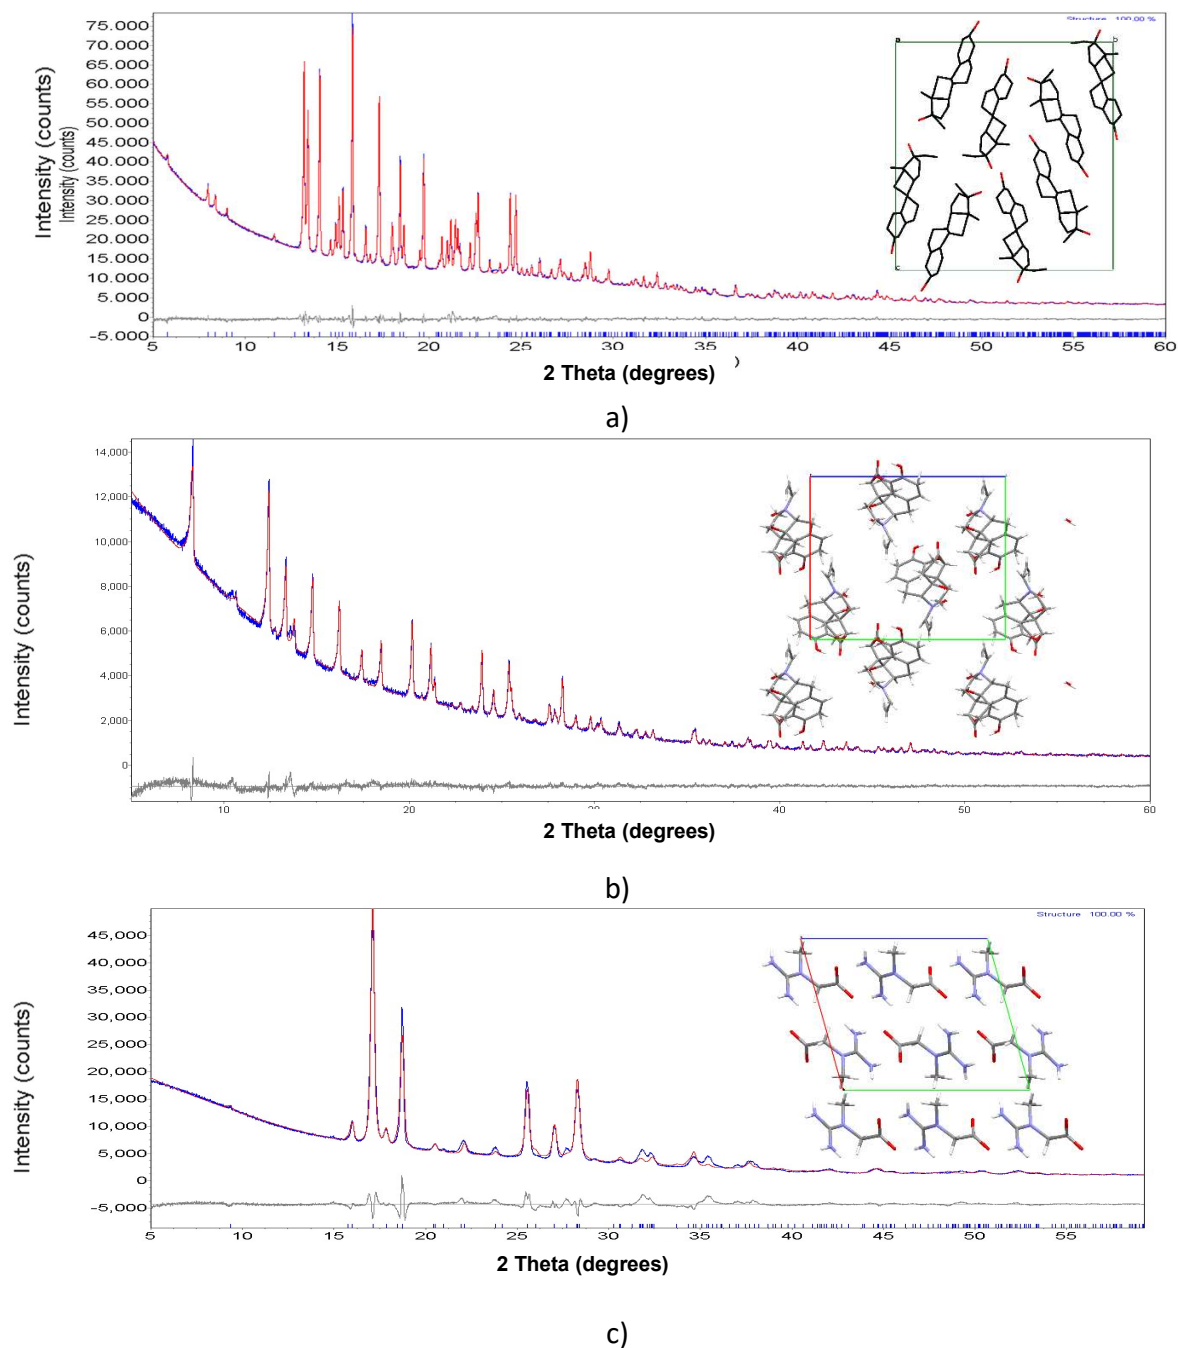 Structure 100.00 %
75.000
70.000
65.000
60.000
55.000
50.000
45.000
40.000
35.000
30.000
25.000
20.000
15.000
10.000
5.000
0
-5.000
Intensity (counts)
Intensity (counts)
a
b
c
5 10 15 20 25 30 35 40 45 50 55 60
2 Theta (degrees)
)
a)
14,000
12,000
10,000
8,000
6,000
4,000
2,000
0
Intensity (counts)
10 20 30 40 50 60
2 Theta (degrees)
b)
Structure 100.00 %
45,000
40,000
35,000
30,000
25,000
20,000
15,000
10,000
5,000
0
-5,000
Intensity (counts)
5 10 15 20 25 30 35 40 45 50 55
2 Theta (degrees)
c)